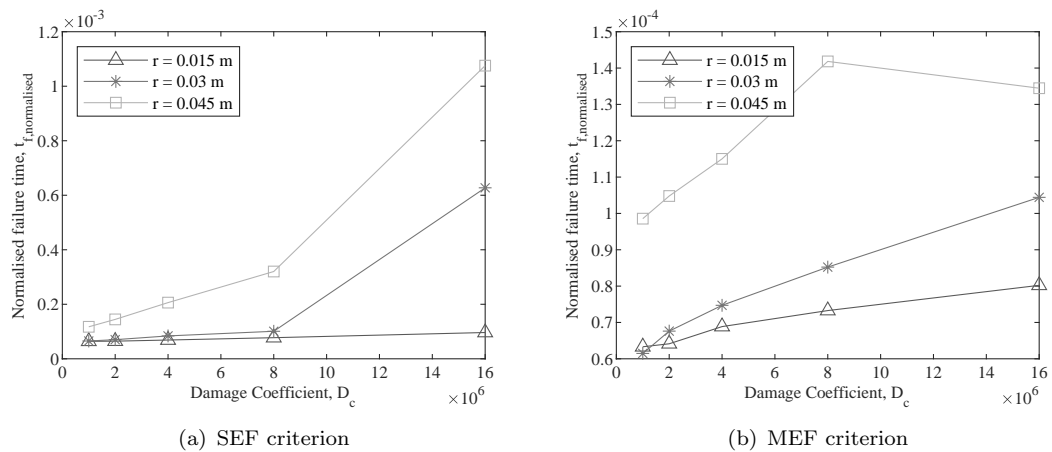 ×10^-3
1.2
1
0.8
0.6
0.4
0.2
0
Normalised failure time, t_f,normalised
r = 0.015 m
r = 0.03 m
r = 0.045 m
0 2 4 6 8 10 12 14 16
Damage Coefficient, D_c
×10^6
(a) SEF criterion
×10^-4
1.5
1.4
1.3
1.2
1.1
1
0.9
0.8
0.7
0.6
Normalised failure time, t_f,normalised
r = 0.015 m
r = 0.03 m
r = 0.045 m
0 2 4 6 8 10 12 14 16
Damage Coefficient, D_c
×10^6
(b) MEF criterion